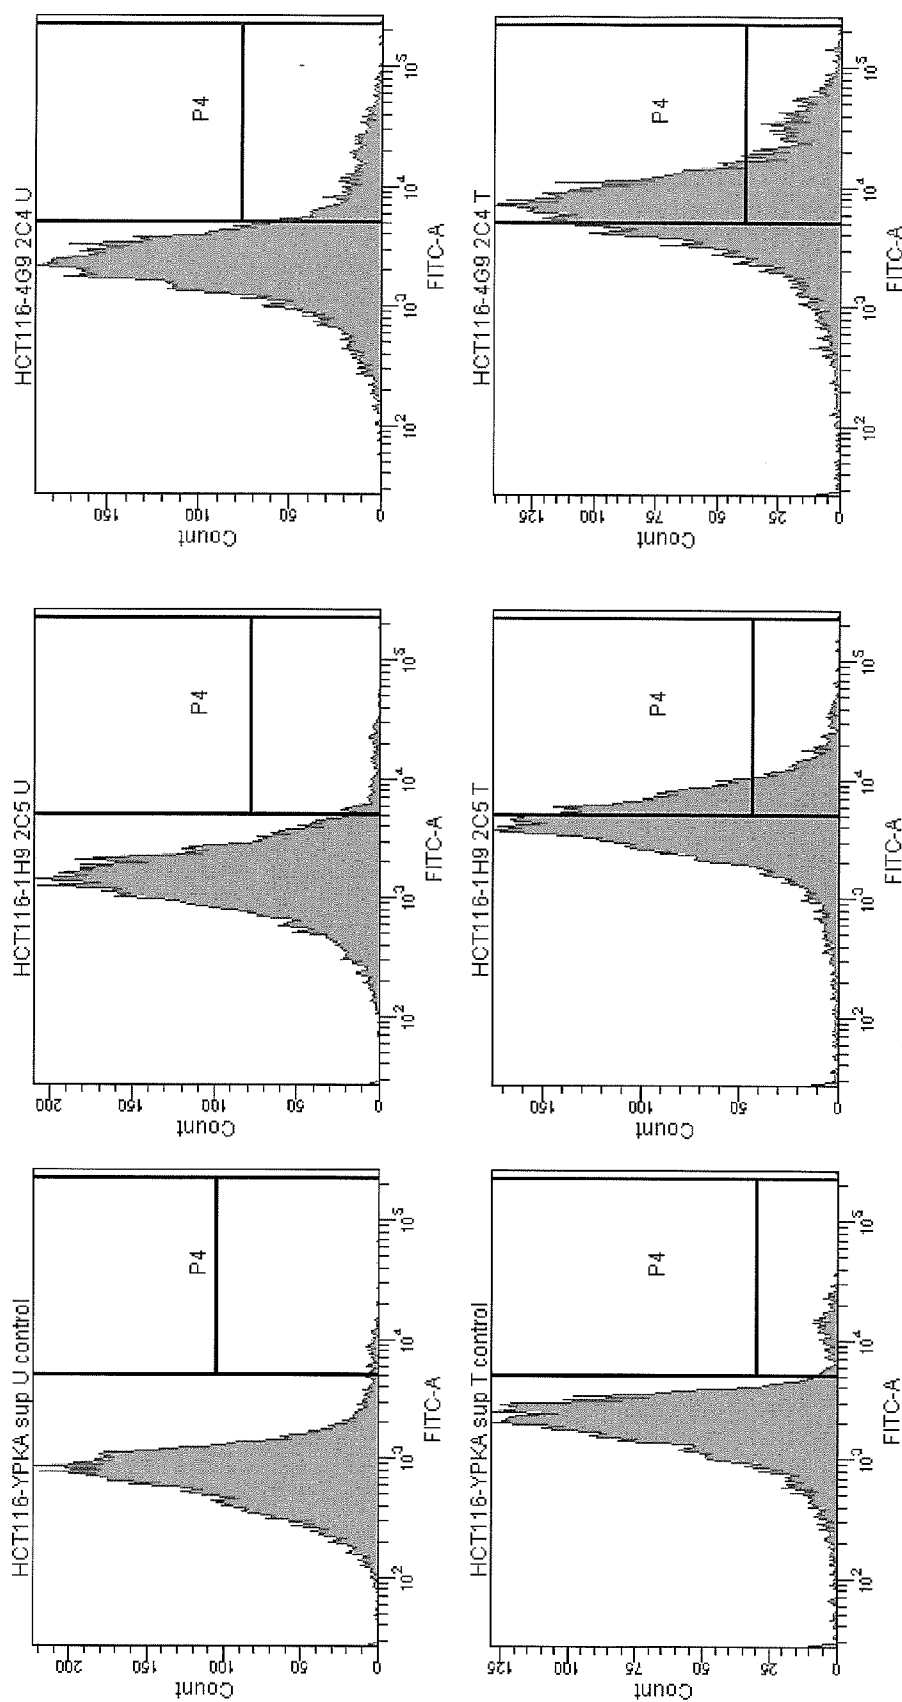 HCT116-YPKA sup U control
Count
200
150
100
50
0
P4
10²
10³
10⁴
10⁵
FITC-A
HCT116-1H9 2C5 U
Count
200
150
100
50
0
P4
10²
10³
10⁴
10⁵
FITC-A
HCT116-4G9 2C4 U
Count
150
100
50
0
P4
10²
10³
10⁴
10⁵
FITC-A
HCT116-YPKA sup T control
Count
125
100
75
50
25
0
P4
10²
10³
10⁴
10⁵
FITC-A
HCT116-1H9 2C5 T
Count
150
100
50
0
P4
10²
10³
10⁴
10⁵
FITC-A
HCT116-4G9 2C4 T
Count
125
100
75
50
25
0
P4
10²
10³
10⁴
10⁵
FITC-A